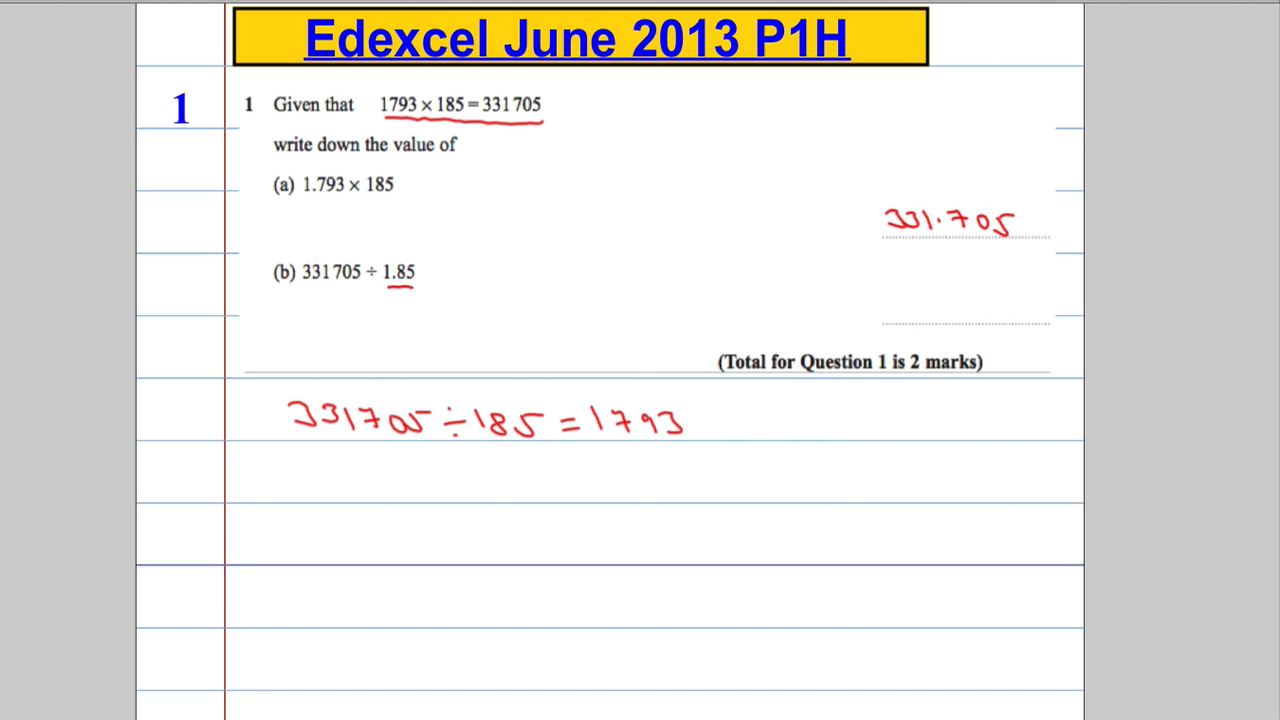 Edexcel June 2013 P1H
1
1 Given that 1793 × 185 = 331 705
write down the value of
(a) 1.793 × 185
331.705
(b) 331 705 ÷ 1.85
(Total for Question 1 is 2 marks)
331705 ÷ 185 = 1793